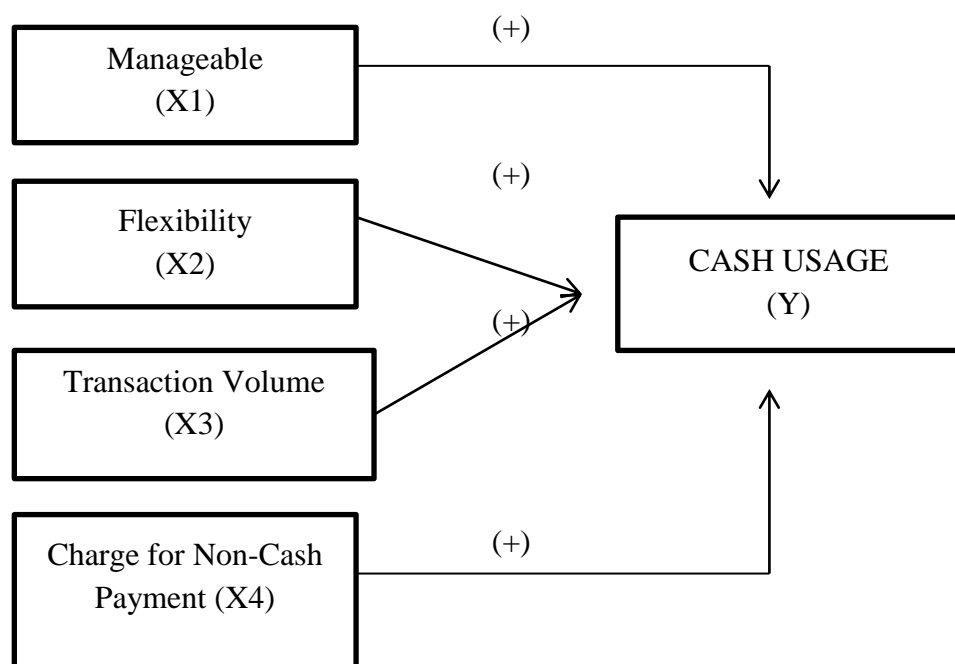 (+)
Manageable
(X1)
(+)
Flexibility
(X2)
CASH USAGE
(Y)
(+)
Transaction Volume
(X3)
(+)
Charge for Non-Cash
Payment (X4)